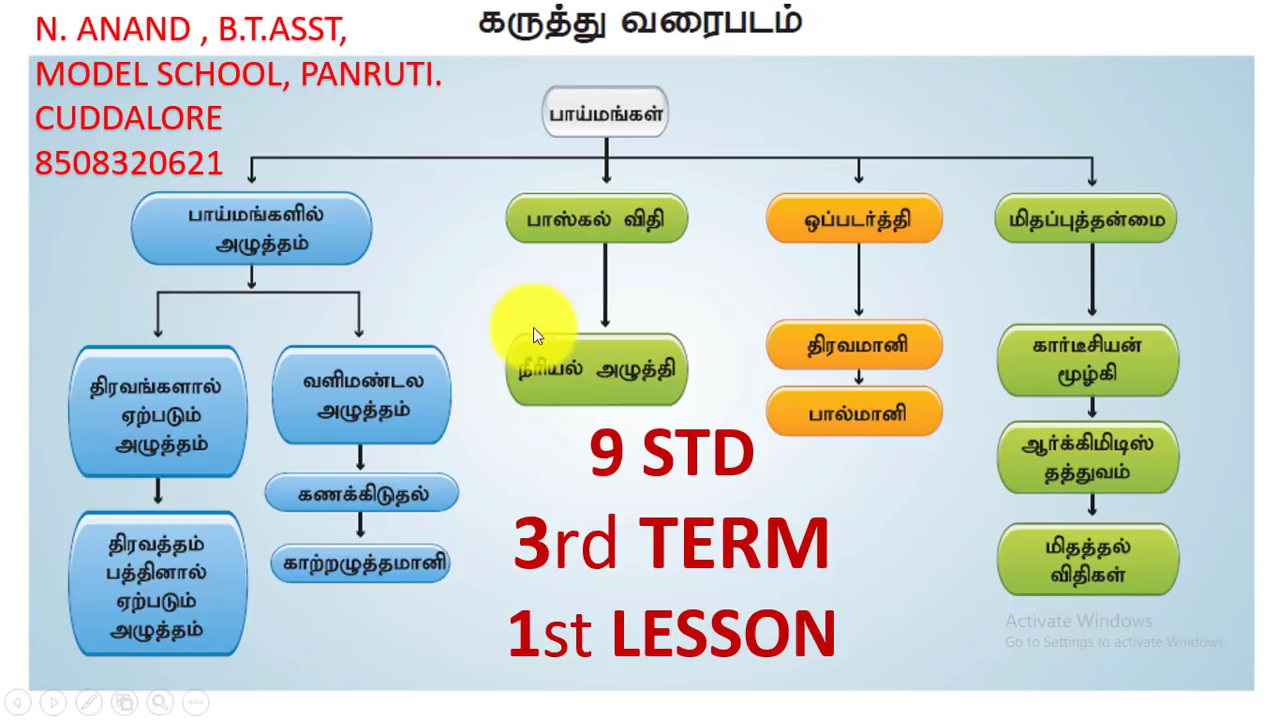 கருத்து வரைபடம்
N. ANAND , B.T.ASST,
MODEL SCHOOL, PANRUTI.
CUDDALORE
8508320621
பாய்மங்கள்
பாய்மங்களில்
அழுத்தம்
பாஸ்கல் விதி
ஒப்படர்த்தி
மிதப்புத்தன்மை
திரவங்களால்
ஏற்படும்
அழுத்தம்
வளிமண்டல
அழுத்தம்
நீரியல் அழுத்தி
திரவமானி
பால்மானி
கார்டீசியன்
மூழ்கி
ஆர்க்கிமிடிஸ்
தத்துவம்
கணக்கிடுதல்
காற்றழுத்தமானி
திரவத்தம்
பத்தினால்
ஏற்படும்
அழுத்தம்
மிதத்தல்
விதிகள்
9 STD
3rd TERM
1st LESSON
Activate Windows
Go to Settings to activate Windows.